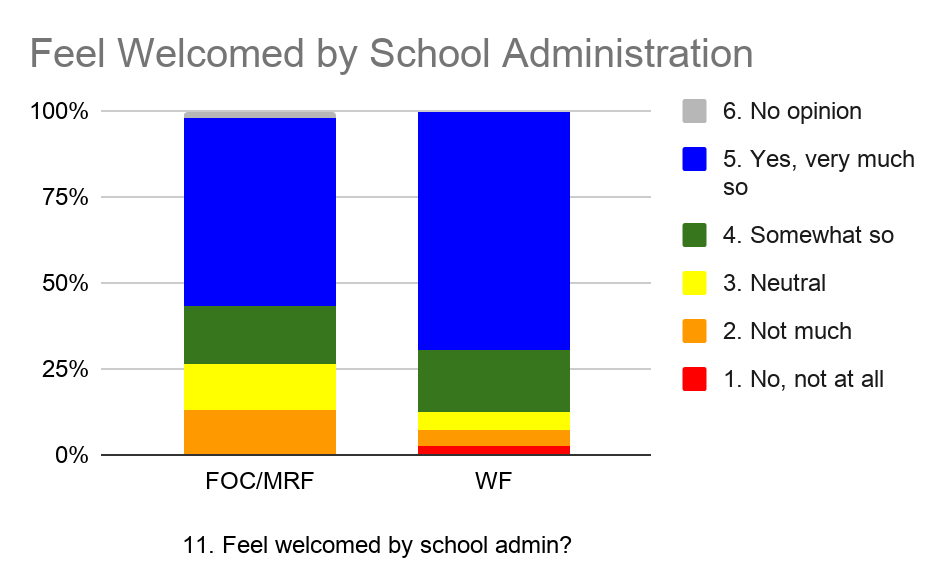 Feel Welcomed by School Administration
100%
75%
50%
25%
0%
FOC/MRF
WF
11. Feel welcomed by school admin?
6. No opinion
5. Yes, very much
so
4. Somewhat so
3. Neutral
2. Not much
1. No, not at all